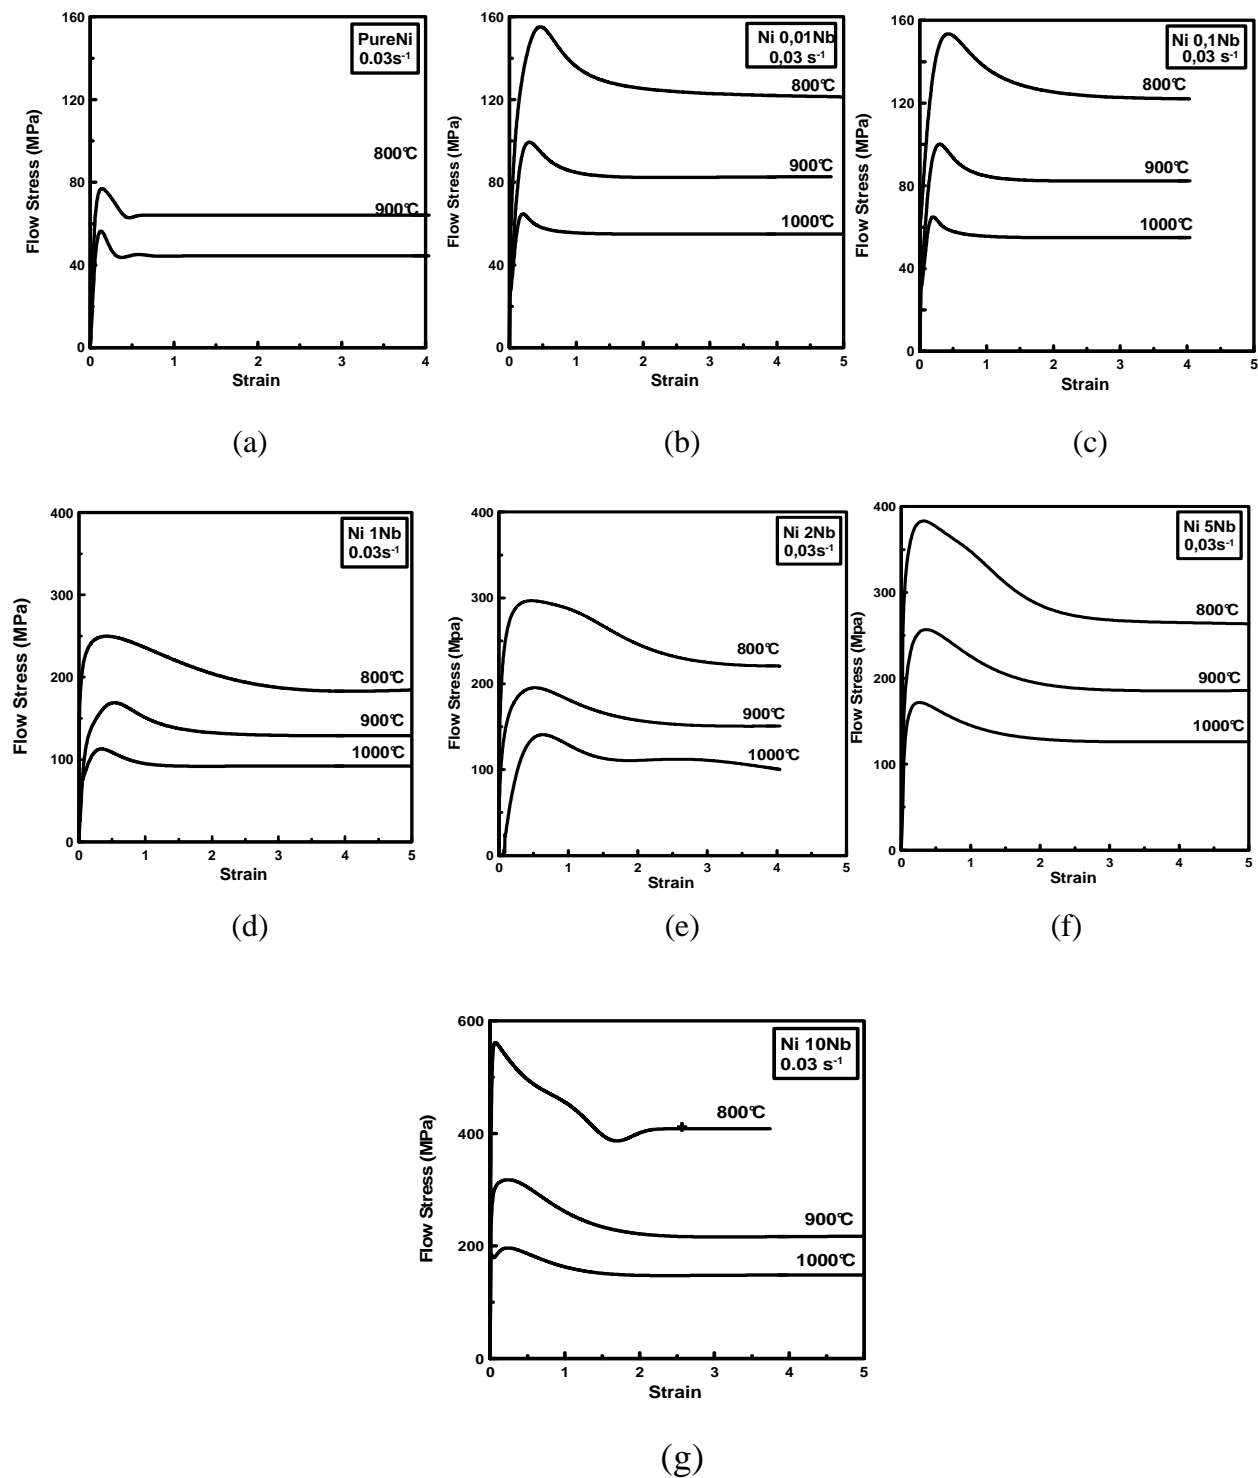 PureNi
0.03s-1
160
120
80
40
0
800°C
900°C
0 1 2 3 4
Flow Stress (MPa)
Strain
(a)
Ni 0,01Nb
0,03 s-1
160
120
80
40
0
800°C
900°C
1000°C
0 1 2 3 4 5
Flow Stress (MPa)
Strain
(b)
Ni 0,1Nb
0,03 s-1
160
120
80
40
0
800°C
900°C
1000°C
0 1 2 3 4 5
Flow Stress (MPa)
Strain
(c)
Ni 1Nb
0.03s-1
400
300
200
100
0
800°C
900°C
1000°C
0 1 2 3 4 5
Flow Stress (MPa)
Strain
(d)
Ni 2Nb
0,03s-1
400
300
200
100
0
800°C
900°C
1000°C
0 1 2 3 4 5
Flow Stress (Mpa)
Strain
(e)
Ni 5Nb
0,03s-1
400
300
200
100
0
800°C
900°C
1000°C
0 1 2 3 4 5
Flow Stress (MPa)
Strain
(f)
Ni 10Nb
0.03 s-1
600
400
200
0
800°C
900°C
1000°C
0 1 2 3 4 5
Flow Stress (MPa)
Strain
(g)